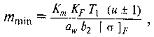 m_min = K_m K_F T_1 (u ± 1) / a_w b_2 [σ]_F ,